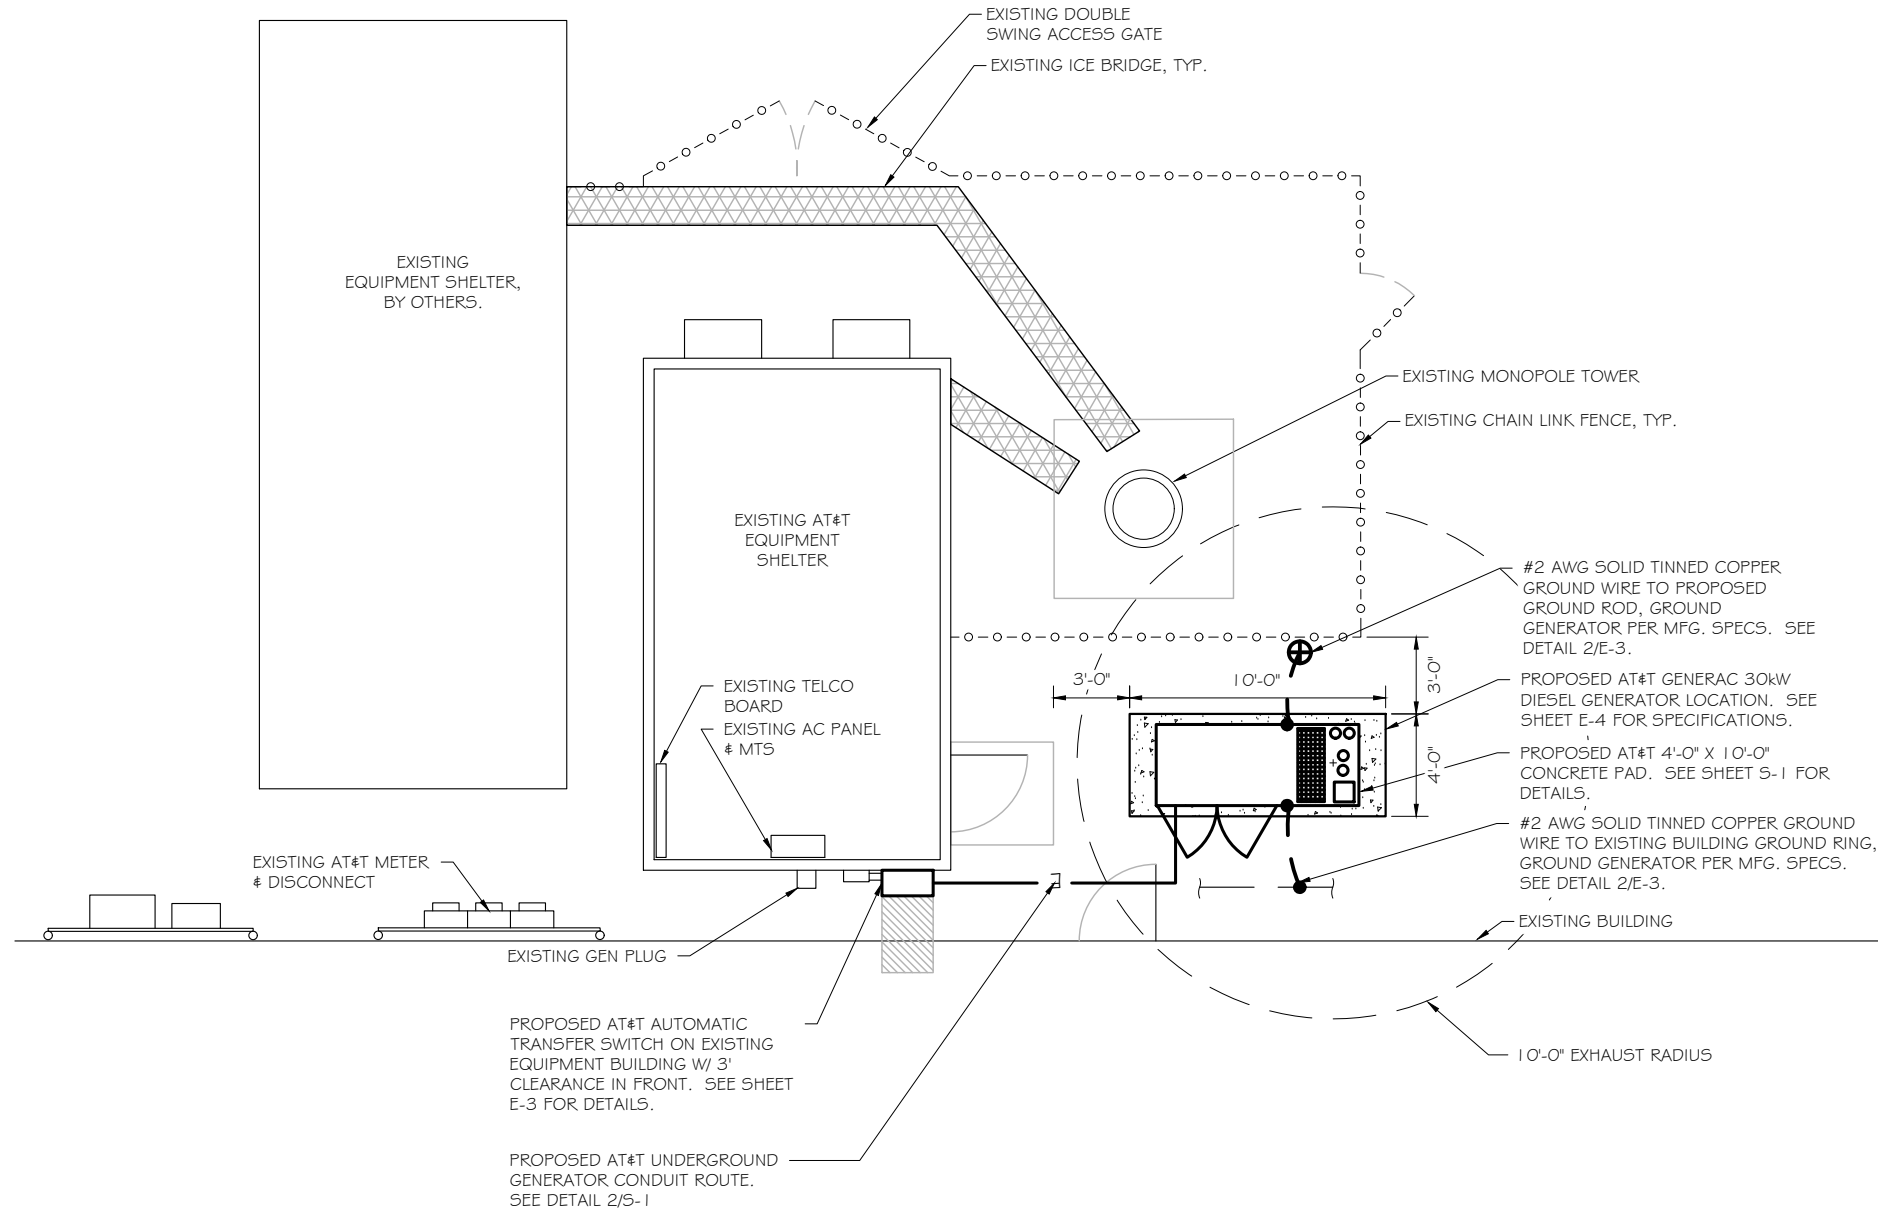 EXISTING DOUBLE
SWING ACCESS GATE
EXISTING ICE BRIDGE, TYP.
EXISTING
EQUIPMENT SHELTER,
BY OTHERS.
EXISTING MONOPOLE TOWER
EXISTING CHAIN LINK FENCE, TYP.
EXISTING AT&T
EQUIPMENT
SHELTER
#2 AWG SOLID TINNED COPPER
GROUND WIRE TO PROPOSED
GROUND ROD, GROUND
GENERATOR PER MFG. SPECS. SEE
DETAIL 2/E-3.
3'-0"
10'-0"
3'-0"
4'-0"
EXISTING TELCO
BOARD
EXISTING AC PANEL
& MTS
PROPOSED AT&T GENERAC 30kW
DIESEL GENERATOR LOCATION. SEE
SHEET E-4 FOR SPECIFICATIONS.
PROPOSED AT&T 4'-0" X 10'-0"
CONCRETE PAD. SEE SHEET S-1 FOR
DETAILS.
#2 AWG SOLID TINNED COPPER GROUND
WIRE TO EXISTING BUILDING GROUND RING,
GROUND GENERATOR PER MFG. SPECS.
SEE DETAIL 2/E-3.
EXISTING AT&T METER
& DISCONNECT
EXISTING BUILDING
EXISTING GEN PLUG
PROPOSED AT&T AUTOMATIC
TRANSFER SWITCH ON EXISTING
EQUIPMENT BUILDING W/ 3'
CLEARANCE IN FRONT. SEE SHEET
E-3 FOR DETAILS.
10'-0" EXHAUST RADIUS
PROPOSED AT&T UNDERGROUND
GENERATOR CONDUIT ROUTE.
SEE DETAIL 2/S-1